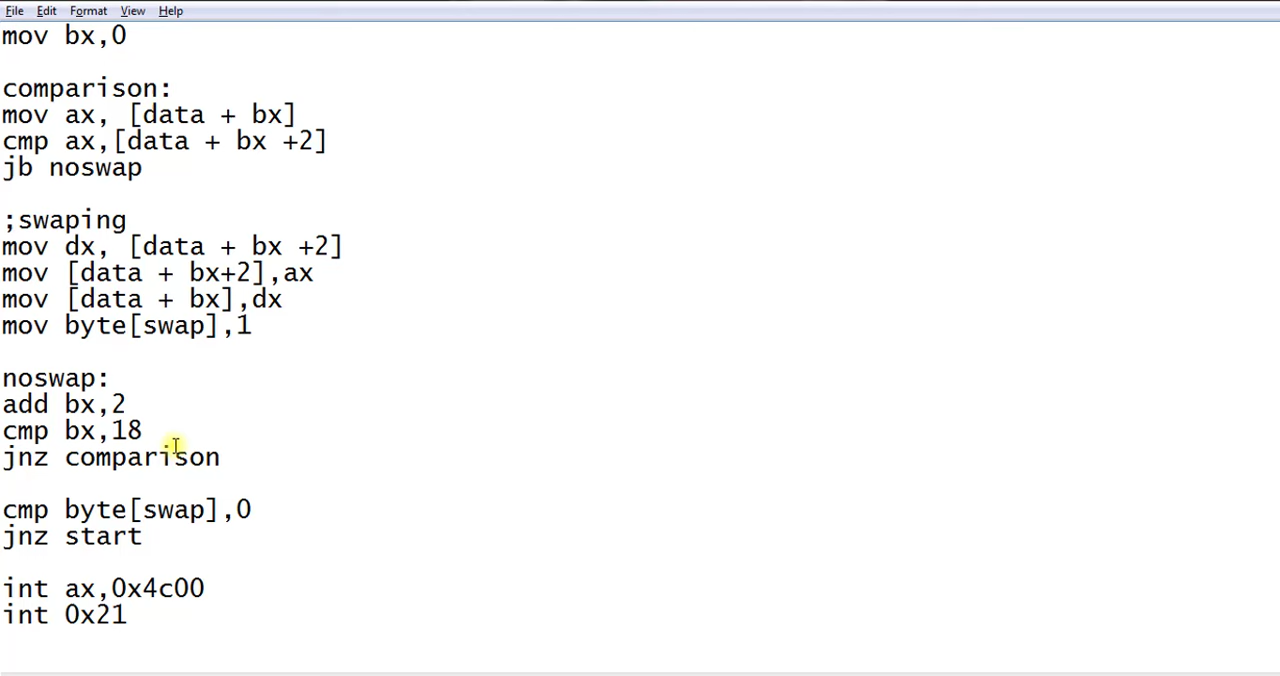 File Edit Format View Help
mov bx,0
comparison:
mov ax, [data + bx]
cmp ax,[data + bx +2]
jb noswap
;swaping
mov dx, [data + bx +2]
mov [data + bx+2],ax
mov [data + bx],dx
mov byte[swap],1
noswap:
add bx,2
cmp bx,18
jnz comparison
cmp byte[swap],0
jnz start
int ax,0x4c00
int 0x21